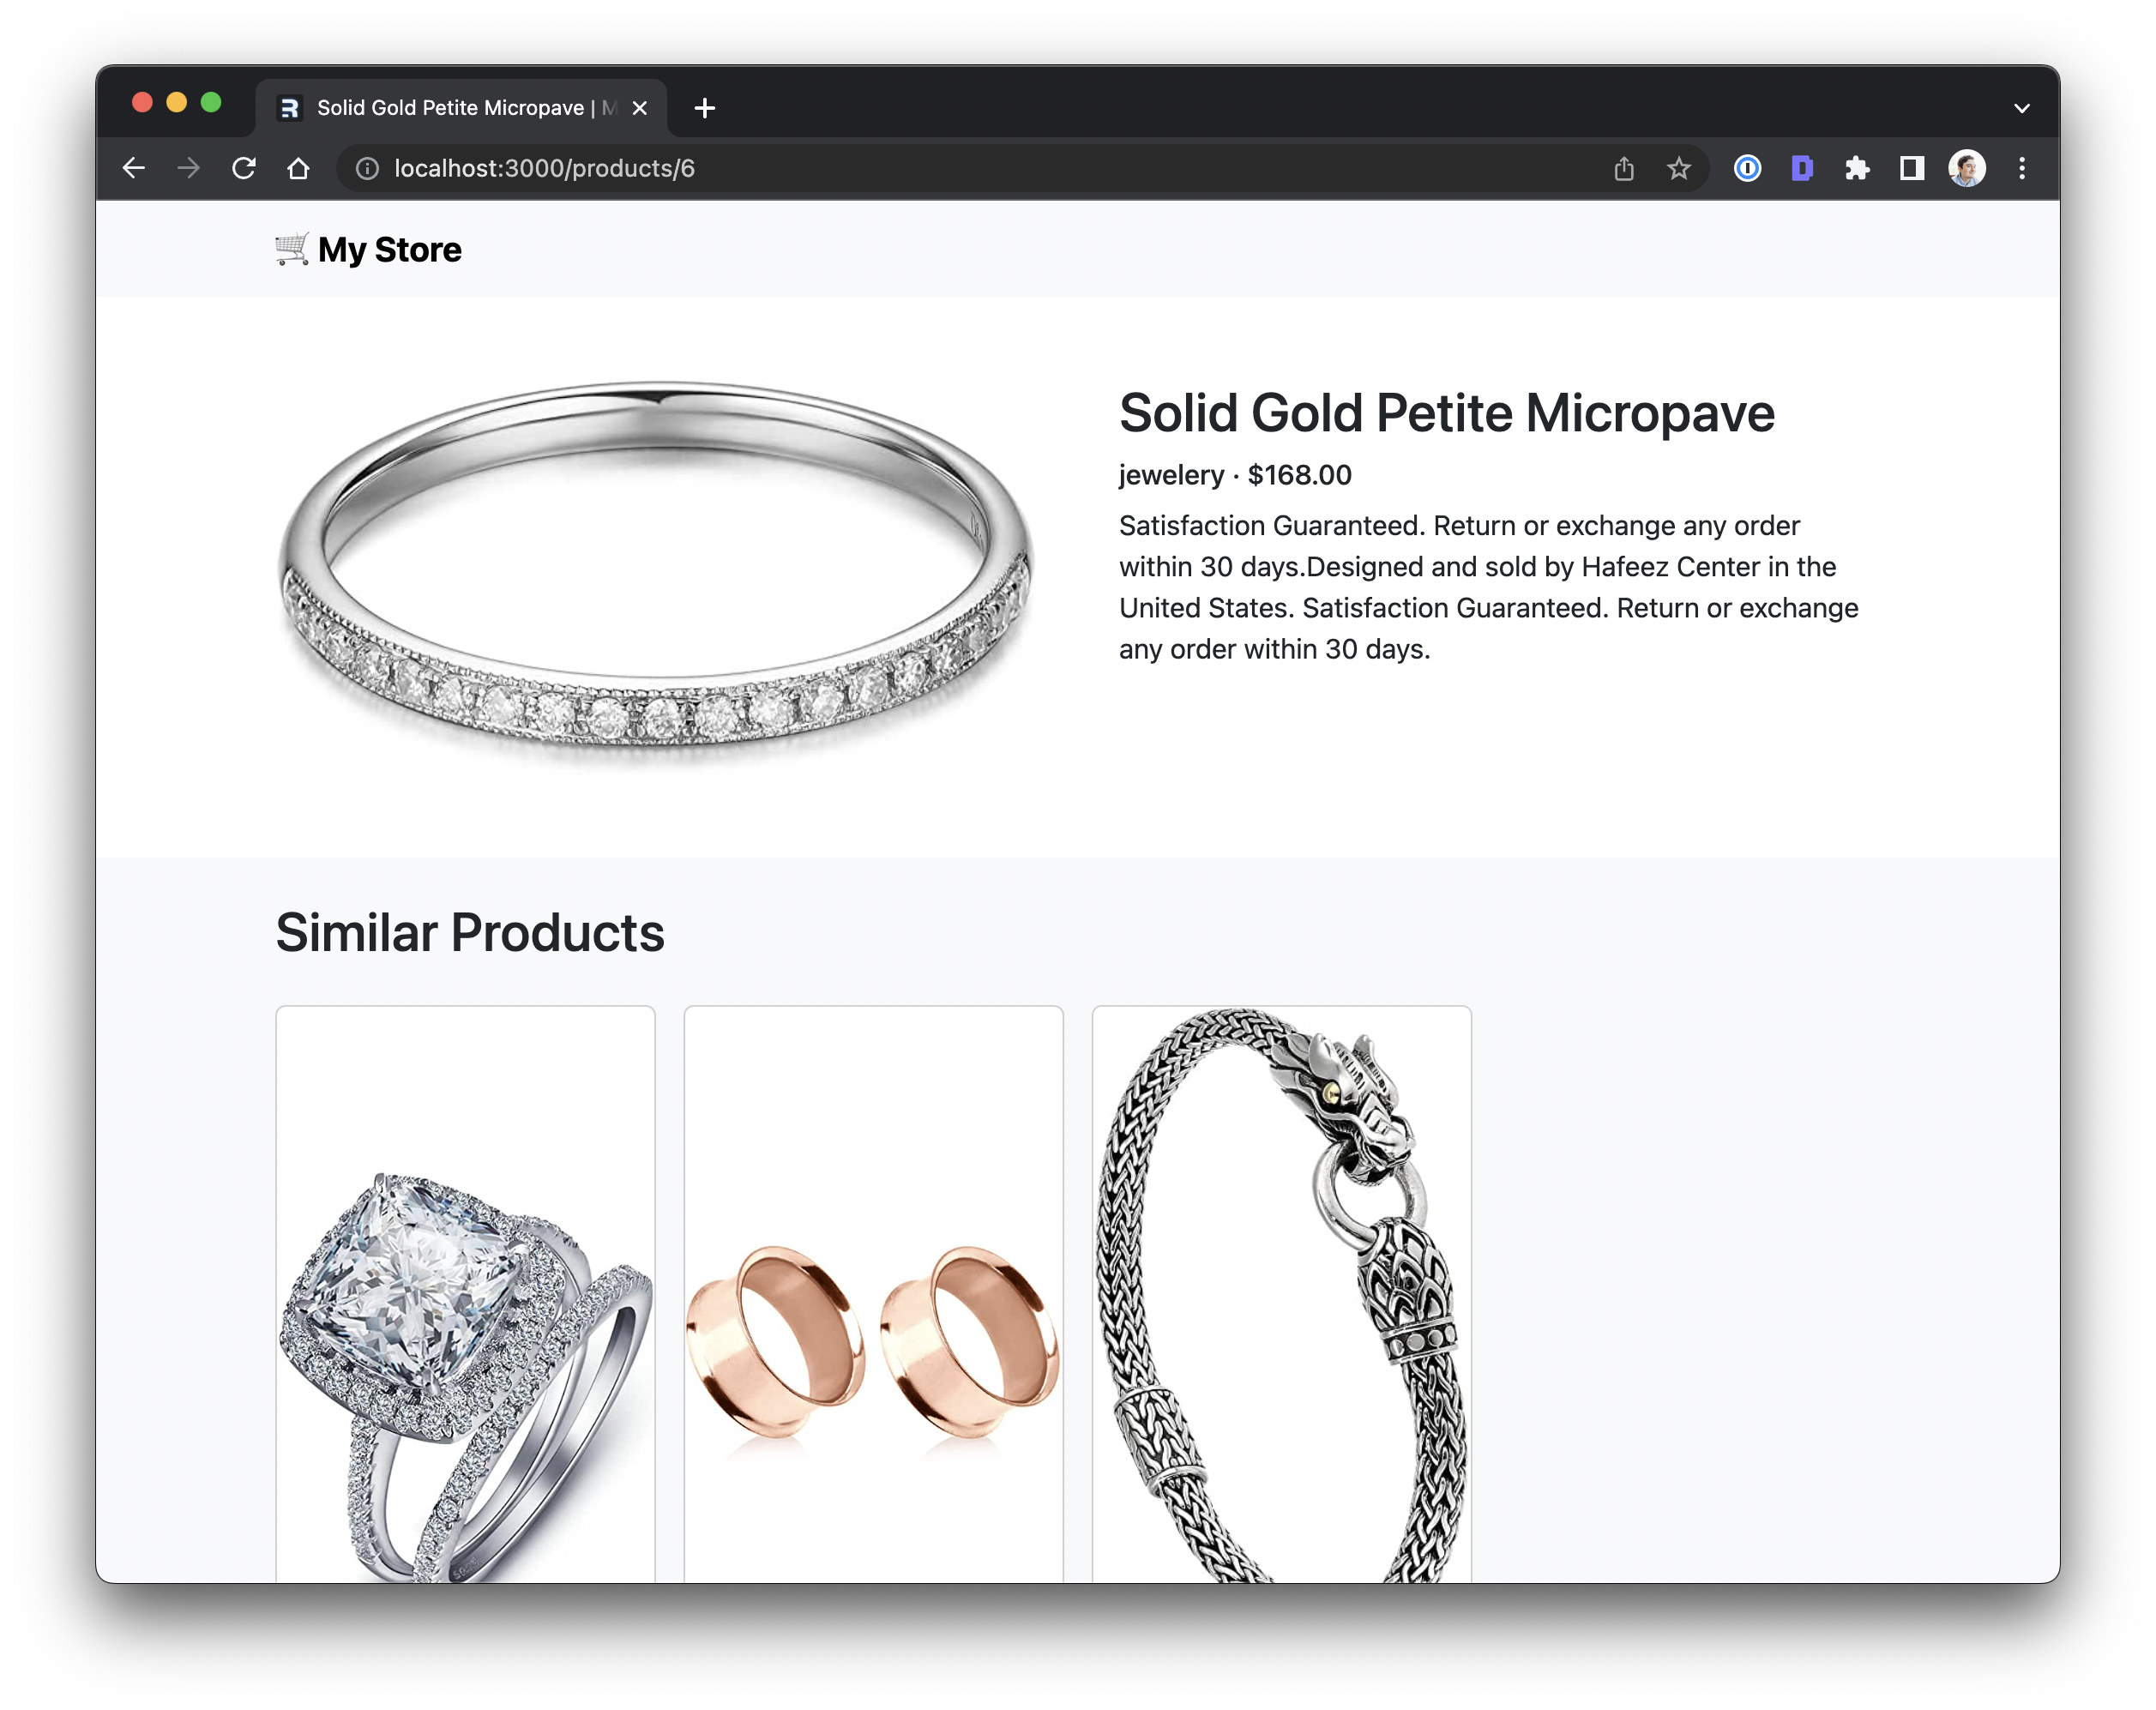 Solid Gold Petite Micropave | M
localhost:3000/products/6
My Store
Solid Gold Petite Micropave
jewelery · $168.00
Satisfaction Guaranteed. Return or exchange any order
within 30 days.Designed and sold by Hafeez Center in the
United States. Satisfaction Guaranteed. Return or exchange
any order within 30 days.
Similar Products